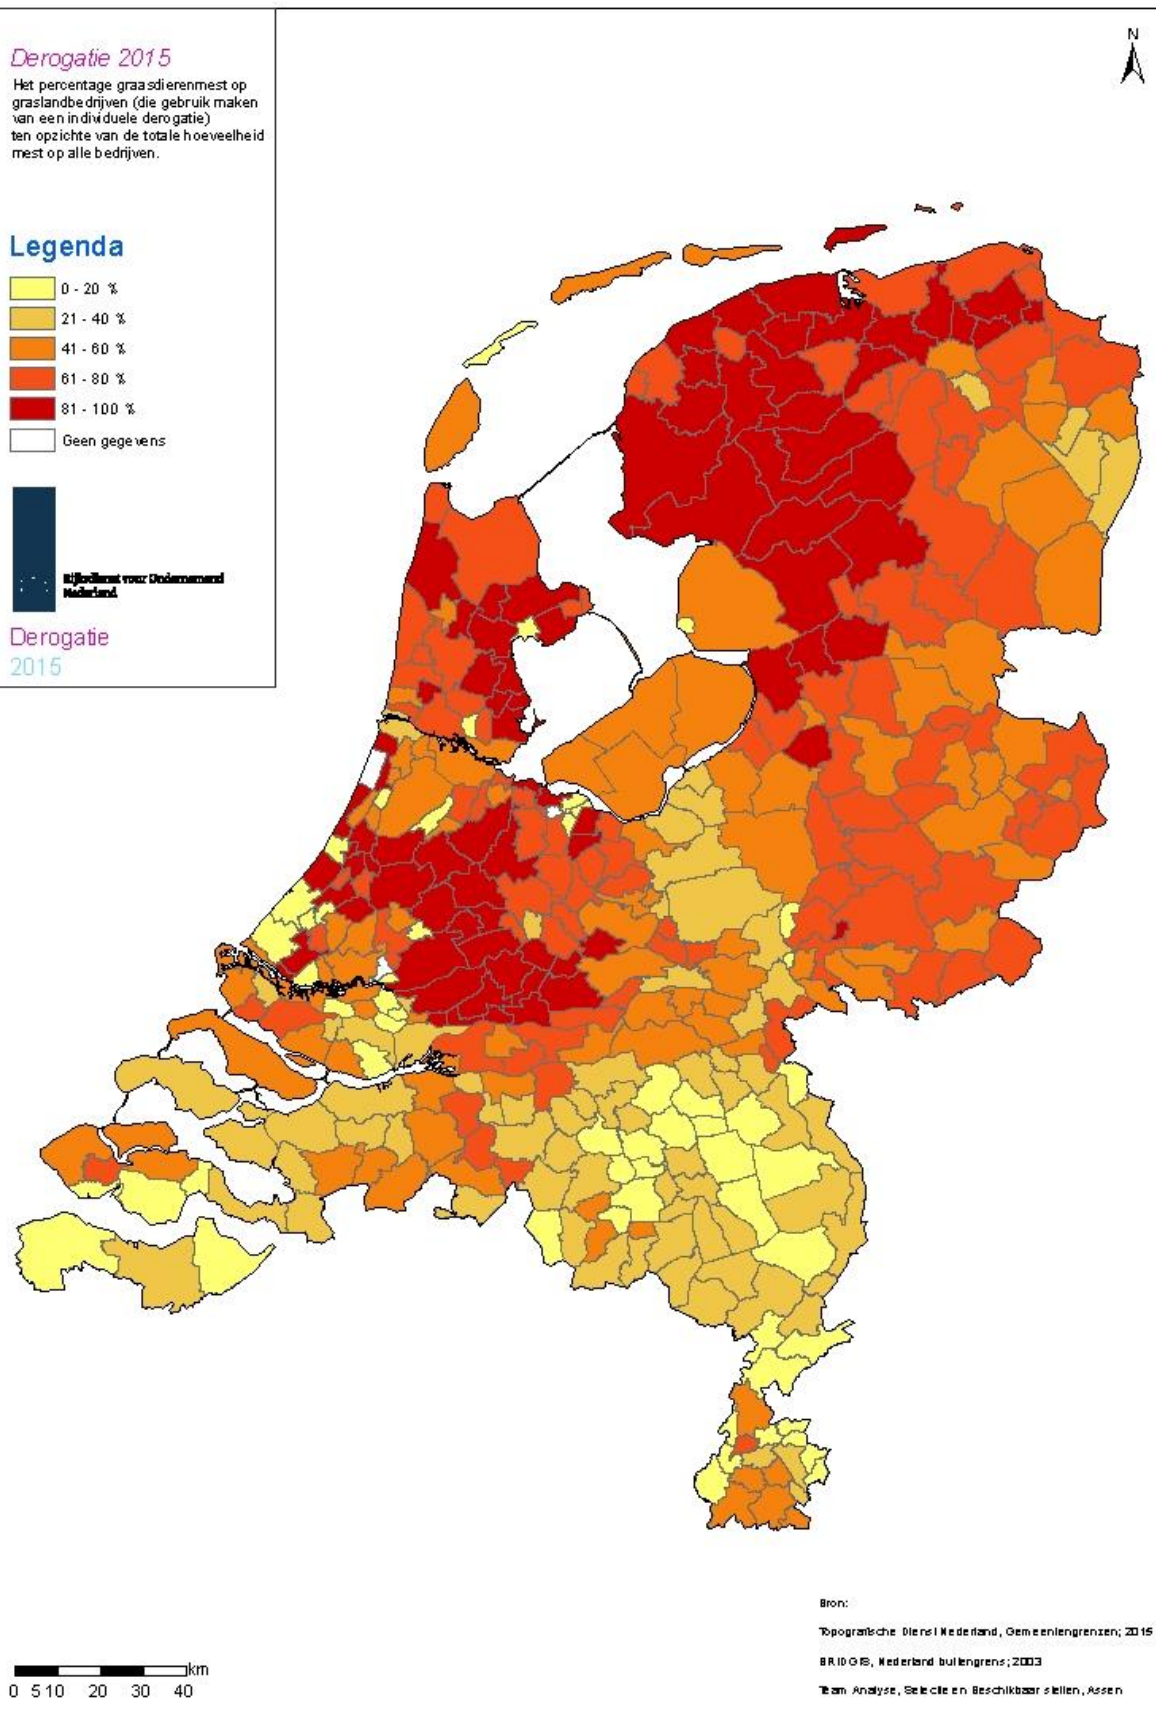 Derogatie 2015
Het percentage graasdierenmest op
graslandbedrijven (die gebruik maken
van een individuele derogatie)
ten opzichte van de totale hoeveelheid
mest op alle bedrijven.
N
Legenda
0 - 20 %
21 - 40 %
41 - 60 %
61 - 80 %
81 - 100 %
Geen gegevens
Rijksdienst voor Ondernemend
Nederland
Derogatie
2015
Bron:
Topografische Dienst Nederland, Gemeentengrenzen; 2015
BRIDGIS, Nederland buitengrens; 2003
Team Analyse, Selectie en Beschikbaar stellen, Assen
km
0 5 10 20 30 40